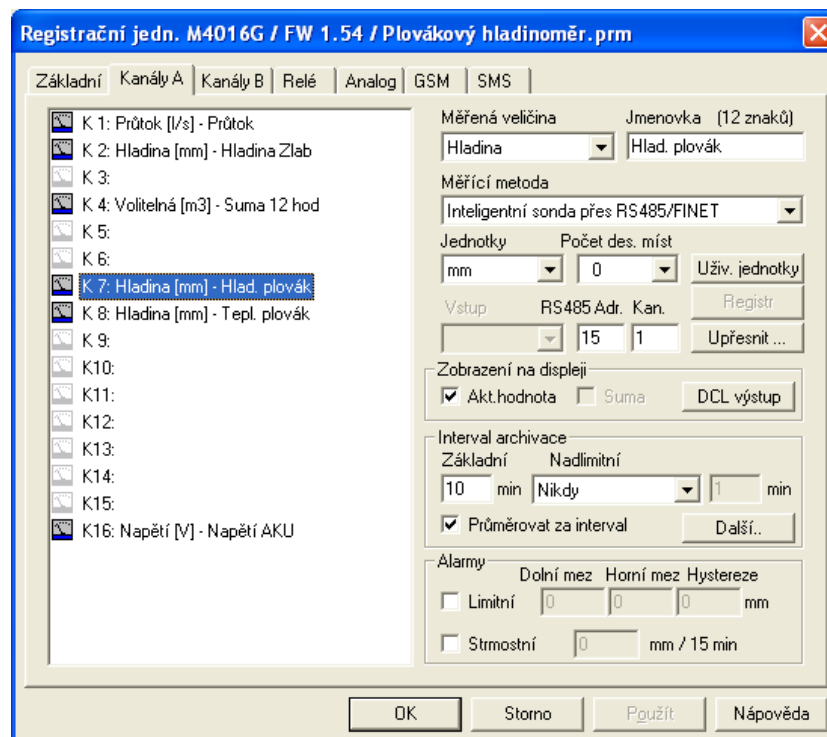 Registrační jedn. M4016G / FW 1.54 / Plovákový hladinoměr.prm
Základní Kanály A Kanály B Relé Analog GSM SMS
K 1: Průtok [l/s] - Průtok
K 2: Hladina [mm] - Hladina Zlab
K 3:
K 4: Volitelná [m3] - Suma 12 hod
K 5:
K 6:
K 7: Hladina [mm] - Hlad. plovák
K 8: Hladina [mm] - Tepl. plovák
K 9:
K10:
K11:
K12:
K13:
K14:
K15:
K16: Napětí [V] - Napětí AKU
Měřená veličina Jmenovka (12 znaků)
Hladina Hlad. plovák
Měřící metoda
Inteligentní sonda přes RS485/FINET
Jednotky Počet des. míst
mm 0 Uživ. jednotky
Vstup RS485 Adr. Kan. Registr
15 1 Upřesnit ...
Zobrazení na displeji
Akt.hodnota Suma DCL výstup
Interval archivace
Základní Nadlimitní
10 min Nikdy 1 min
Průměrovat za interval Další..
Alarmy
Dolní mez Horní mez Hystereze
Limitní 0 0 0 mm
Strmostní 0 mm / 15 min
OK Storno Použít Nápověda